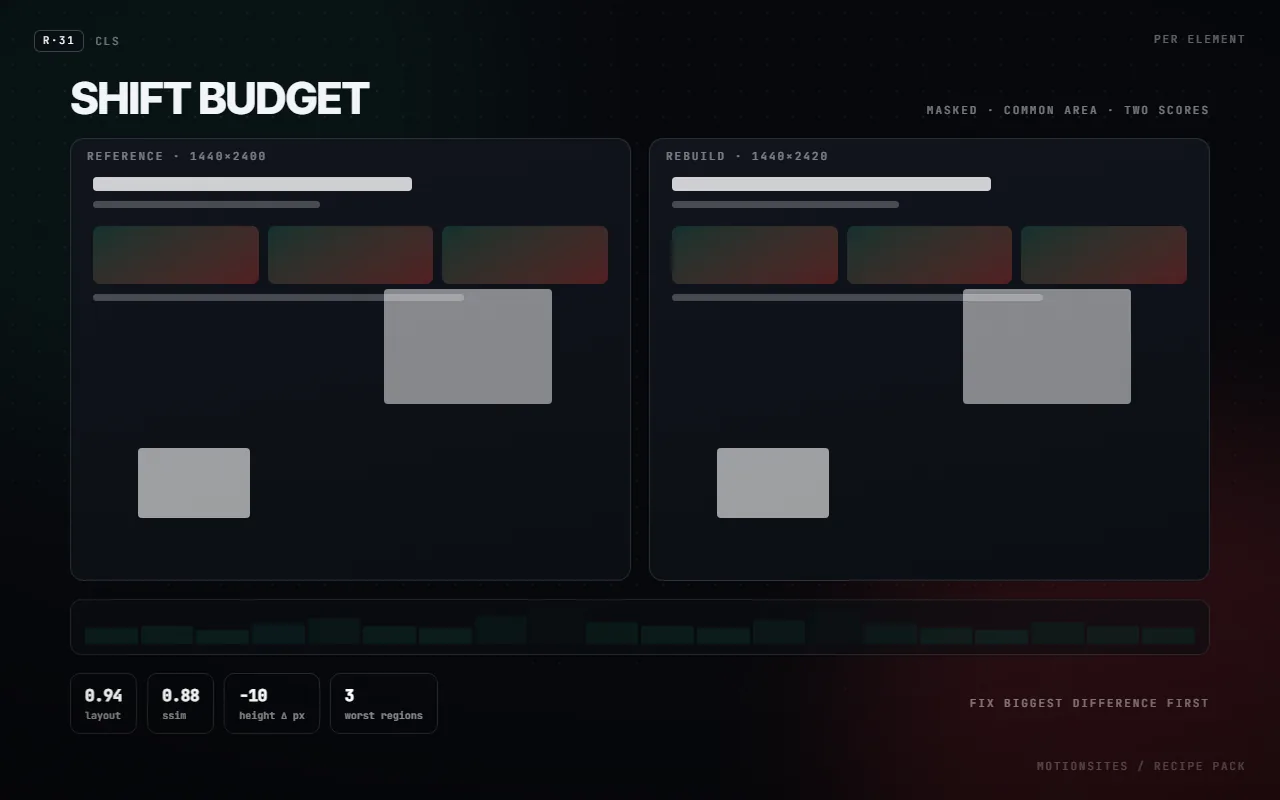 R·31 CLS
PER ELEMENT
SHIFT BUDGET
MASKED · COMMON AREA · TWO SCORES
REFERENCE · 1440×2400
REBUILD · 1440×2420
0.94
layout
0.88
ssim
-10
height Δ px
3
worst regions
FIX BIGGEST DIFFERENCE FIRST
MOTIONSITES / RECIPE PACK